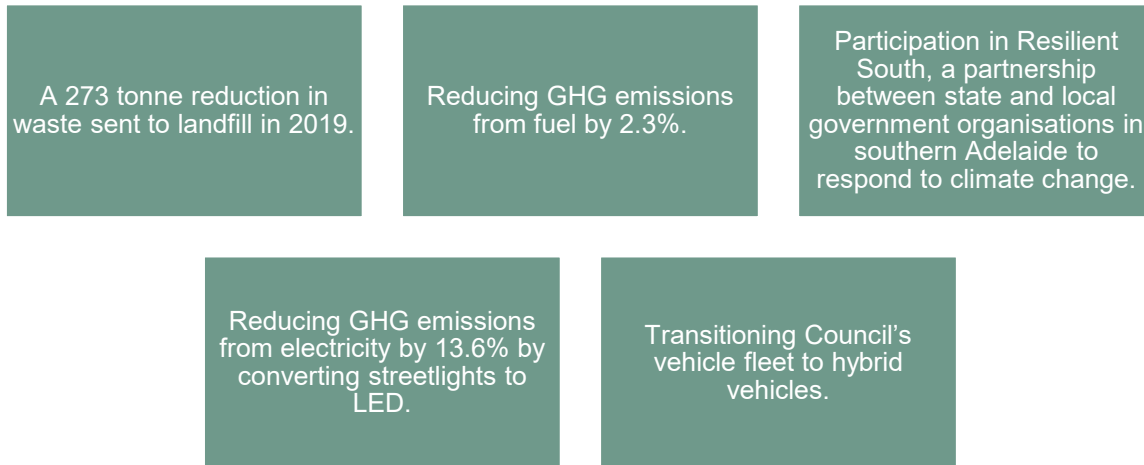 A 273 tonne reduction in
waste sent to landfill in 2019.
Reducing GHG emissions
from fuel by 2.3%.
Participation in Resilient
South, a partnership
between state and local
government organisations in
southern Adelaide to
respond to climate change.
Reducing GHG emissions
from electricity by 13.6% by
converting streetlights to
LED.
Transitioning Council’s
vehicle fleet to hybrid
vehicles.